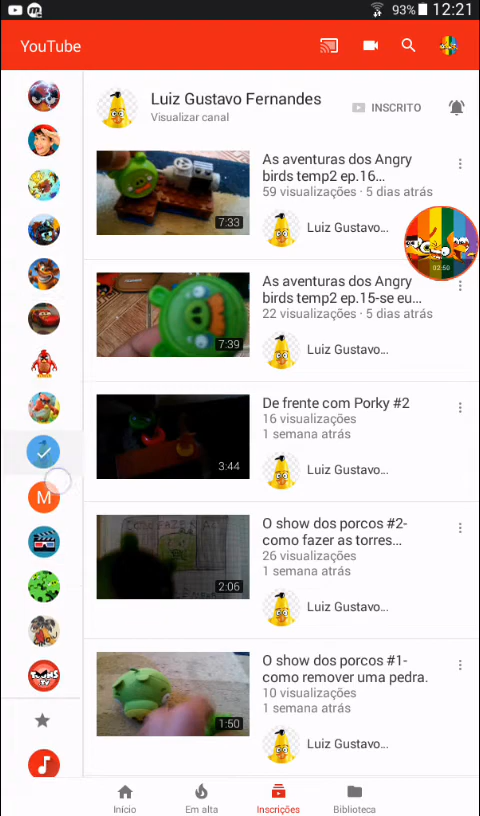 93% 12:21
YouTube
Luiz Gustavo Fernandes
Visualizar canal
INSCRITO
As aventuras dos Angry
birds temp2 ep.16...
59 visualizações · 5 dias atrás
7:33
Luiz Gustavo...
02:50
As aventuras dos Angry
birds temp2 ep.15-se eu...
22 visualizações · 5 dias atrás
7:39
Luiz Gustavo...
De frente com Porky #2
16 visualizações
1 semana atrás
3:44
Luiz Gustavo...
M
O show dos porcos #2-
como fazer as torres...
26 visualizações
1 semana atrás
2:06
Luiz Gustavo...
O show dos porcos #1-
como remover uma pedra.
10 visualizações
1 semana atrás
1:50
Luiz Gustavo...
TOONS
TV
Início
Em alta
Inscrições
Biblioteca